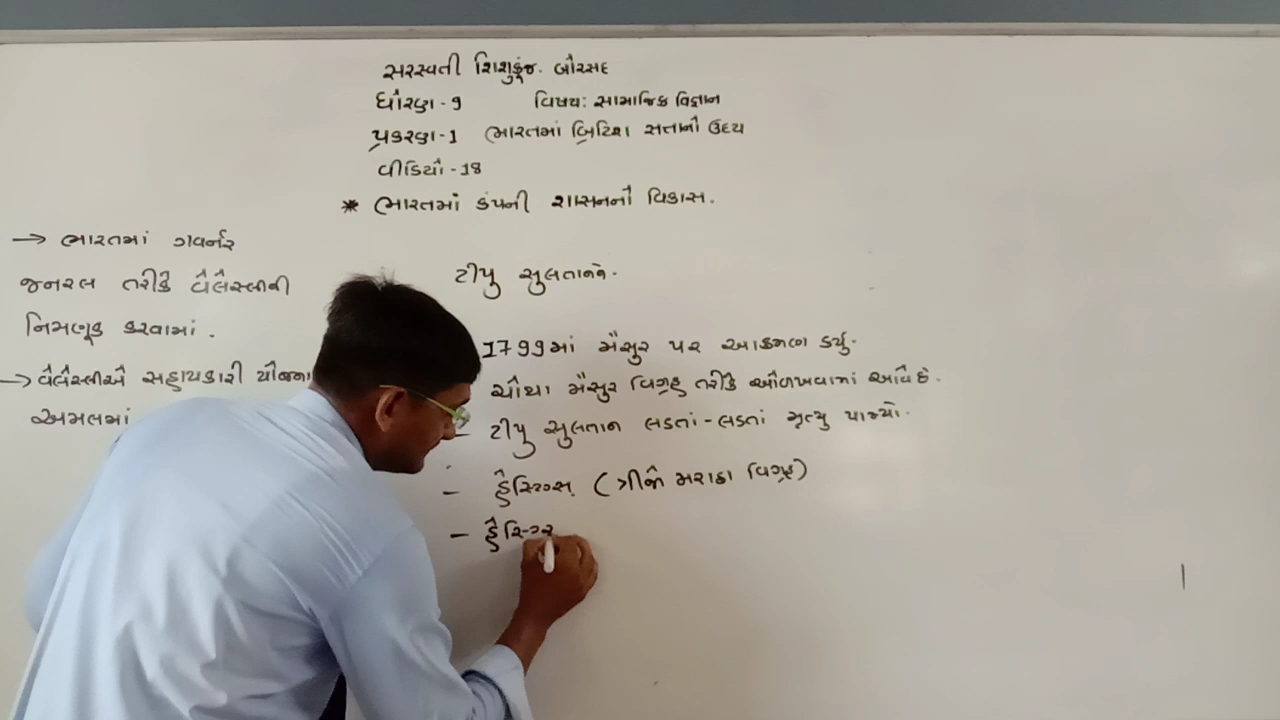 સરસ્વતી શિશુકુંજ. બોરસદ
ધોરણ - ૭ વિષય: સામાજિક વિજ્ઞાન
પ્રકરણ-1 ભારતમાં બ્રિટિશ સત્તાનો ઉદય
વીડિયો - 18
* ભારતમાં કંપની શાસનનો વિકાસ.
→ ભારતમાં ગવર્નર
જનરલ તરીકે વેલેસ્લીની
નિમણૂક કરવામાં .
→ વેલેસ્લીએ સહાયકારી યોજના
અમલમાં
ટીપુ સુલતાનને.
1799માં મૈસુર પર આક્રમણ કર્યુ.
ચોથા મૈસુર વિગ્રહ તરીકે ઓળખવામાં આવે છે.
- ટીપુ સુલતાન લડતાં-લડતાં મૃત્યુ પામ્યો.
- હેસ્ટિંગ્સ (ત્રીજો મરાઠા વિગ્રહ)